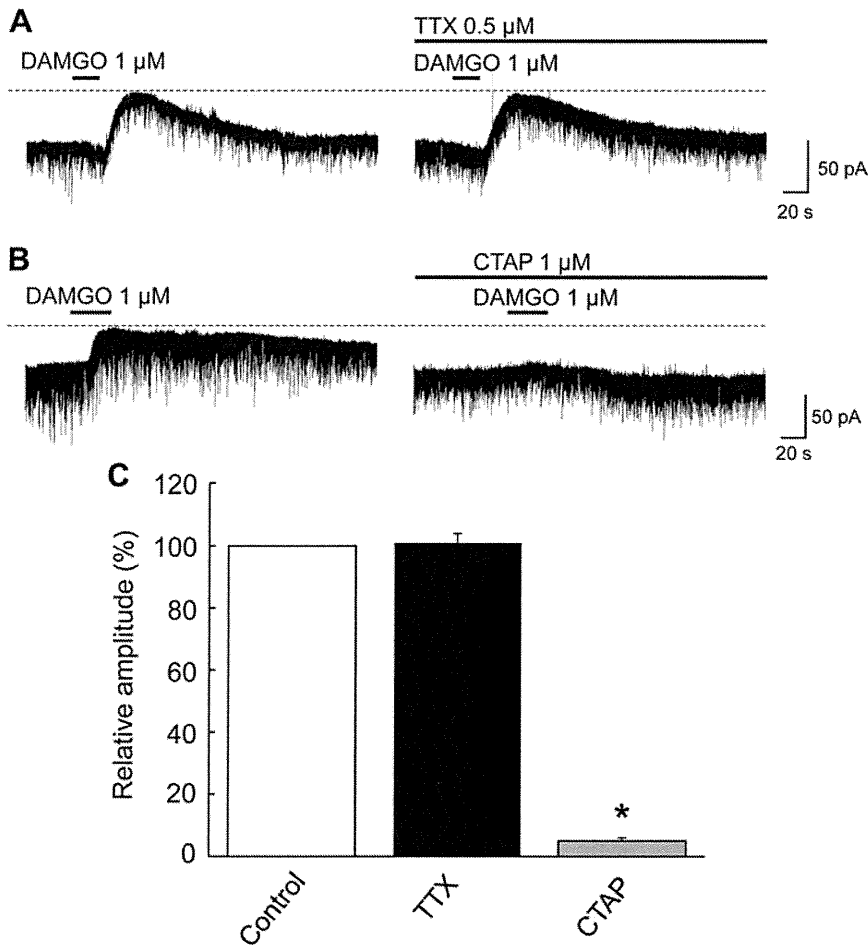 A
TTX 0.5 µM
DAMGO 1 µM
DAMGO 1 µM
50 pA
20 s
B
CTAP 1 µM
DAMGO 1 µM
DAMGO 1 µM
50 pA
20 s
C
120
100
80
60
40
20
0
Relative amplitude (%)
*
Control
TTX
CTAP